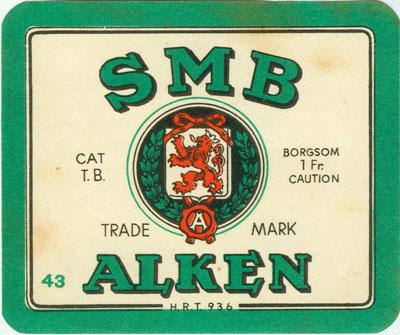 SMB
CAT
T.B.
BORGSOM
1 Fr.
CAUTION
A
TRADE MARK
43
ALKEN
H.R.T 936